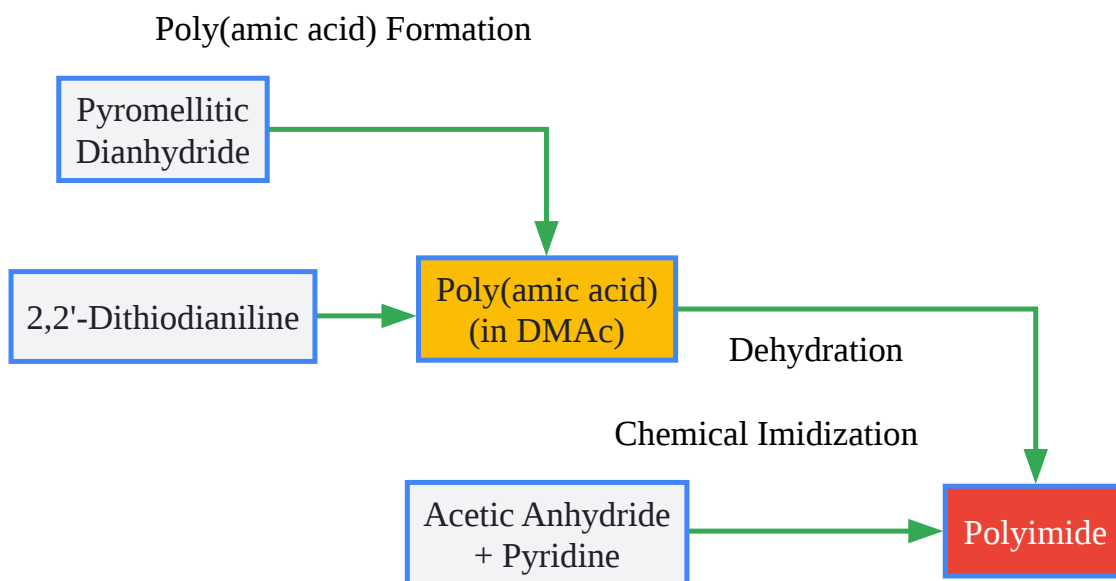 Poly(amic acid) Formation
Pyromellitic
Dianhydride
2,2'-Dithiodianiline
Poly(amic acid)
(in DMAc)
Dehydration
Chemical Imidization
Acetic Anhydride
+ Pyridine
Polyimide